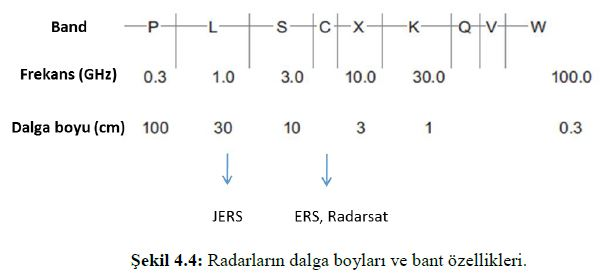 Band P L S C X K Q V W
Frekans (GHz) 0.3 1.0 3.0 10.0 30.0 100.0
Dalga boyu (cm) 100 30 10 3 1 0.3
JERS ERS, Radarsat
Şekil 4.4: Radarların dalga boyları ve bant özellikleri.